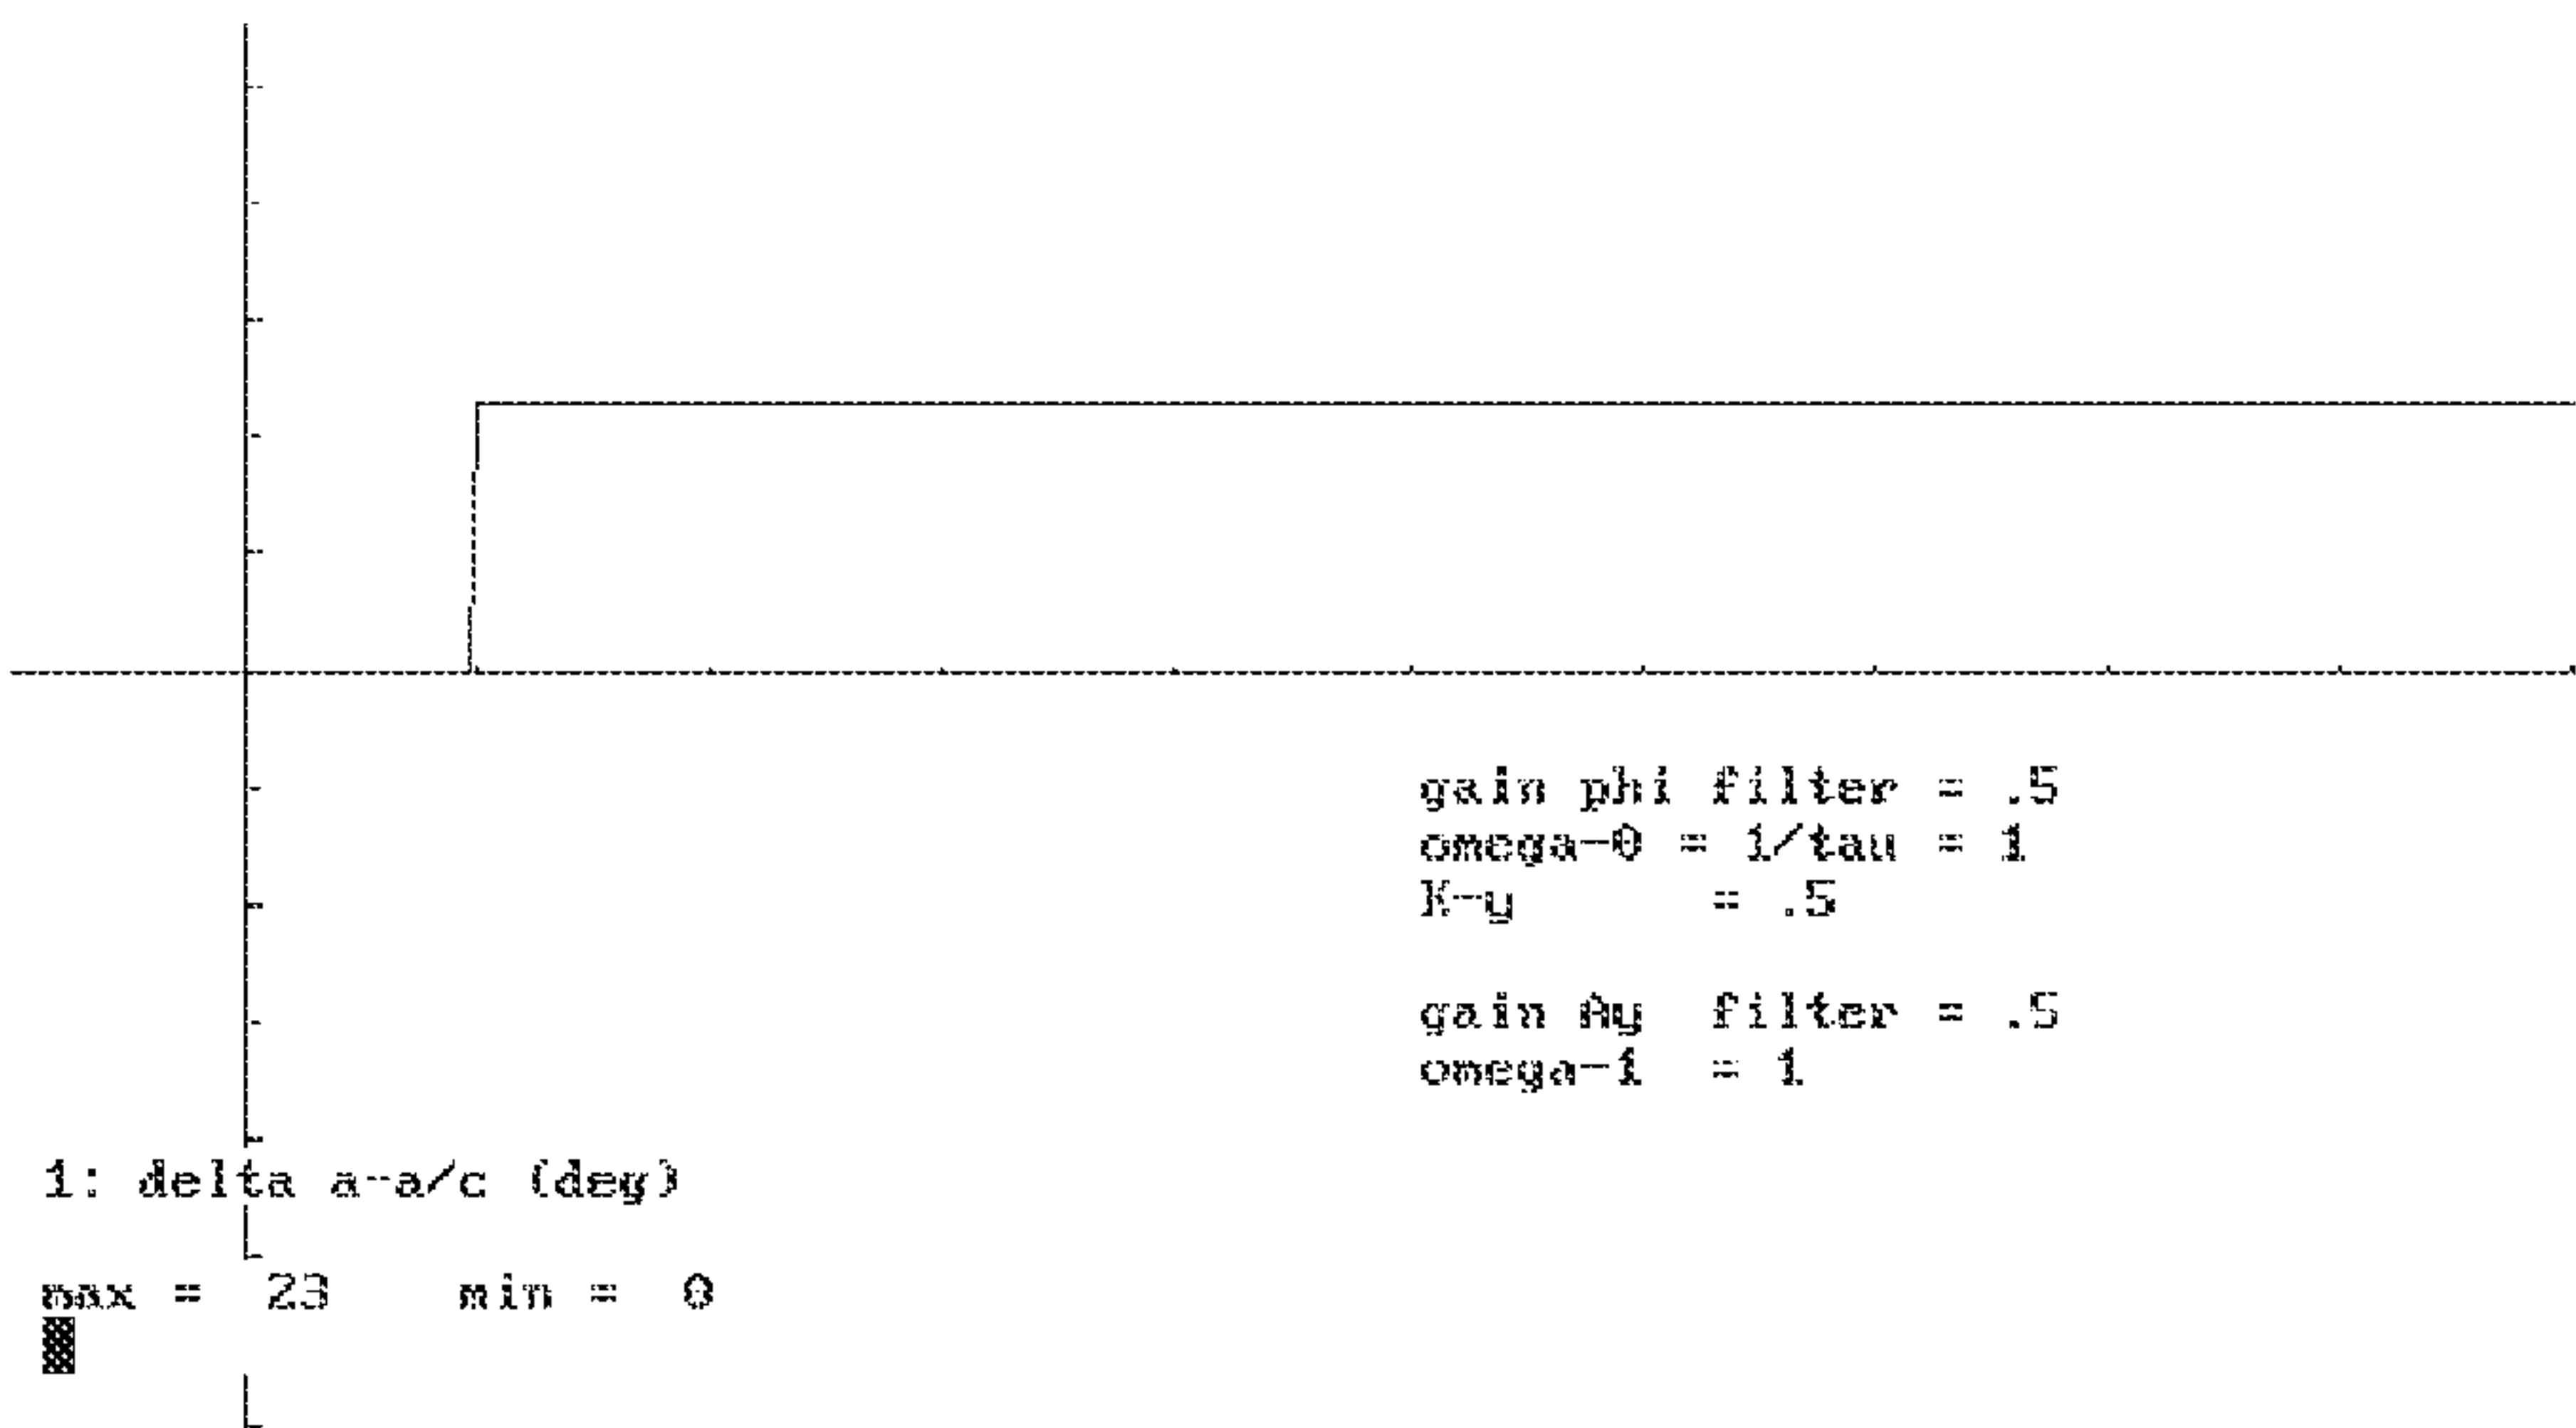 gain phi filter = .5
omega-0 = 1/tau = 1
K-y = .5
gain Ay filter = .5
omega-1 = 1
1: delta a-a/c (deg)
max = 23 min = 0